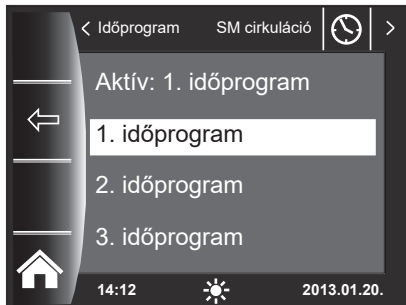 < Időprogram SM cirkuláció >
Aktív: 1. időprogram
1. időprogram
2. időprogram
3. időprogram
14:12 2013.01.20.